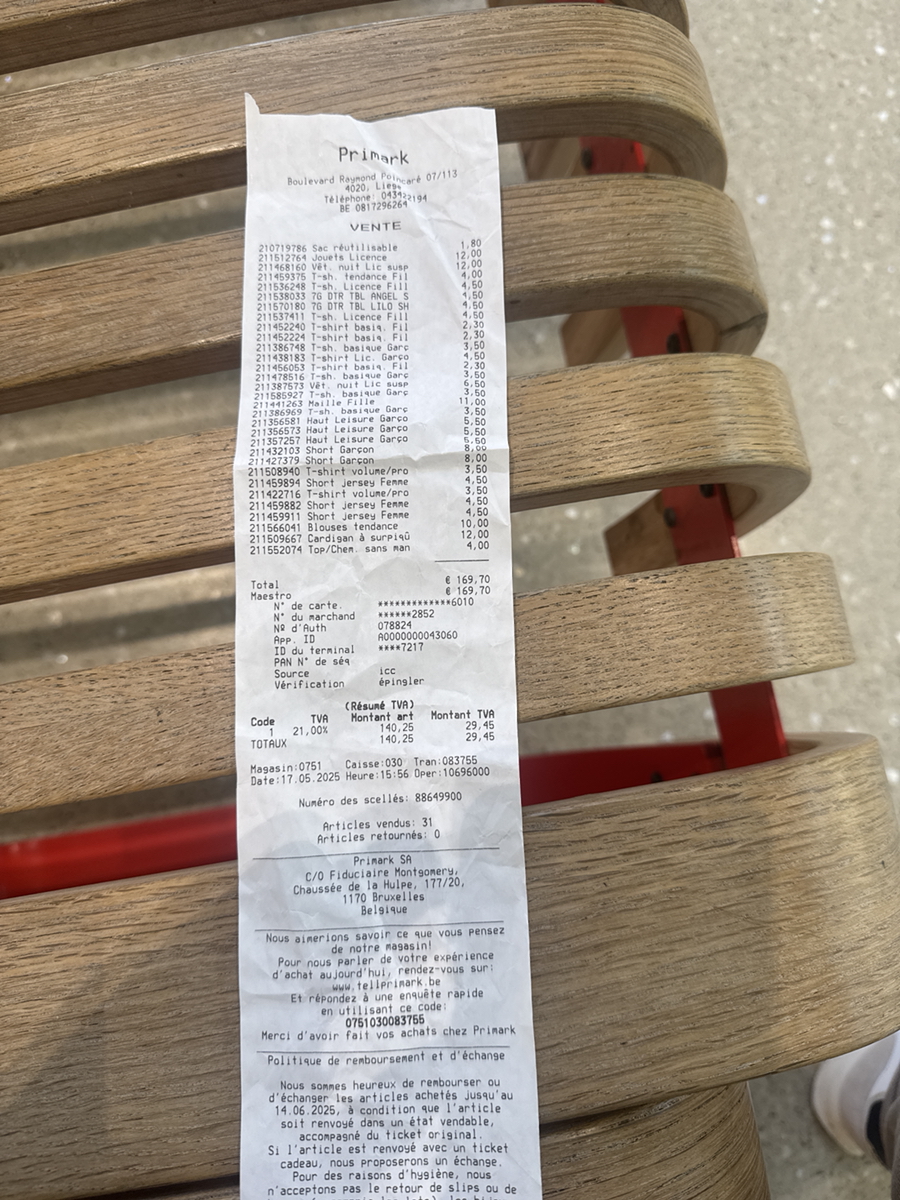 Primark
Boulevard Raymond Poincaré 07/113
4020, Liege
Téléphone: 043422194
BE 0817296264
VENTE
210719786 Sac réutilisable 1,80
211512764 Jouets Licence 12,00
211468160 Vêt. nuit Lic susp 12,00
211459375 T-sh. tendance Fil 4,00
211536248 T-sh. Licence Fill 4,50
211538033 7G DTR TBL ANGEL S 4,50
211570180 7G DTR TBL LILO SH 4,50
211537411 T-sh. Licence Fill 4,50
211452240 T-shirt basiq. Fil 2,30
211452224 T-shirt basiq. Fil 2,30
211386748 T-sh. basique Garç 3,50
211438183 T-shirt Lic. Garço 4,50
211456053 T-shirt basiq. Fil 2,30
211478516 T-sh. basique Garç 3,50
211387573 Vêt. nuit Lic susp 6,50
211585927 T-sh. basique Garç 3,50
211441263 Maille Fille 11,00
211386969 T-sh. basique Garç 3,50
211356581 Haut Leisure Garço 5,50
211356573 Haut Leisure Garço 5,50
211357257 Haut Leisure Garço 5,50
211432103 Short Garçon 8,00
211427379 Short Garçon 8,00
211508940 T-shirt volume/pro 3,50
211459894 Short jersey Femme 4,50
211422716 T-shirt volume/pro 3,50
211459882 Short jersey Femme 4,50
211459911 Short jersey Femme 4,50
211566041 Blouses tendance 10,00
211509667 Cardigan à surpiqû 12,00
211552074 Top/Chem. sans man 4,00
Total € 169,70
Maestro € 169,70
N° de carte. *************6010
N° du marchand ******2852
Nº d'Auth 078824
App. ID A0000000043060
ID du terminal ****7217
PAN N° de séq
Source icc
Vérification épingler
(Résumé TVA)
Code TVA Montant art Montant TVA
1 21,00% 140,25 29,45
TOTAUX 140,25 29,45
Magasin:0751 Caisse:030 Tran:083755
Date:17.05.2025 Heure:15:56 Oper:10696000
Numéro des scellés: 88649900
Articles vendus: 31
Articles retournés: 0
Primark SA
C/O Fiduciaire Montgomery,
Chaussée de la Hulpe, 177/20,
1170 Bruxelles
Belgique
Nous aimerions savoir ce que vous pensez
de notre magasin!
Pour nous parler de votre expérience
d'achat aujourd'hui, rendez-vous sur:
www.tellprimark.be
Et répondez à une enquête rapide
en utilisant ce code:
0751030083755
Merci d'avoir fait vos achats chez Primark
Politique de remboursement et d'échange
Nous sommes heureux de rembourser ou
d'échanger les articles achetés jusqu'au
14.06.2025, à condition que l'article
soit renvoyé dans un état vendable,
accompagné du ticket original.
Si l'article est renvoyé avec un ticket
cadeau, nous proposerons un échange.
Pour des raisons d'hygiène, nous
n'acceptons pas le retour de slips ou de